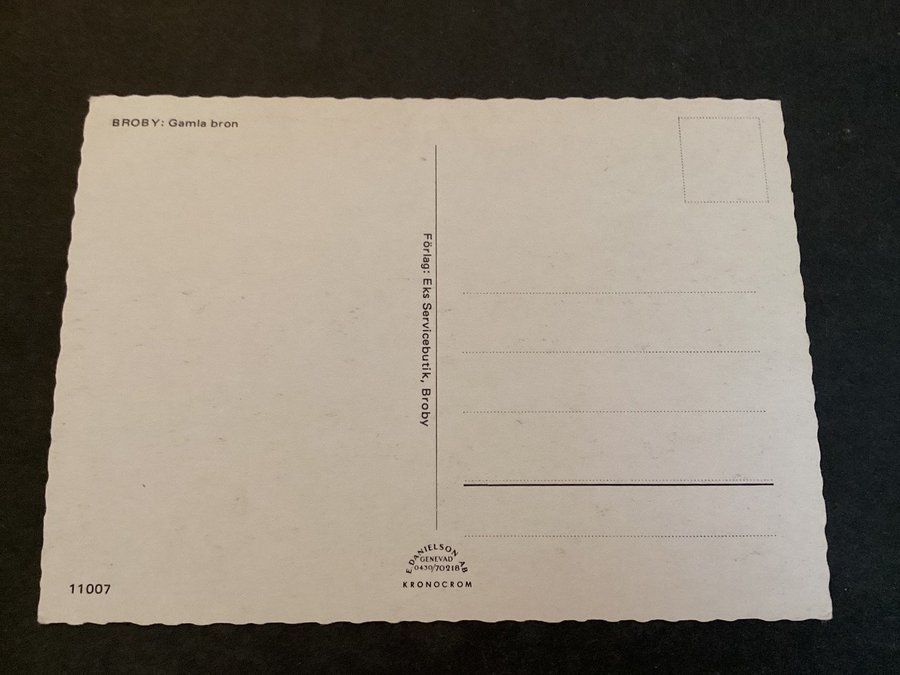 BROBY: Gamla bron
Förlag: Eks Servicebutik, Broby
E. DANIELSON AB
GENEVAD
0430/70218
KRONOCROM
11007